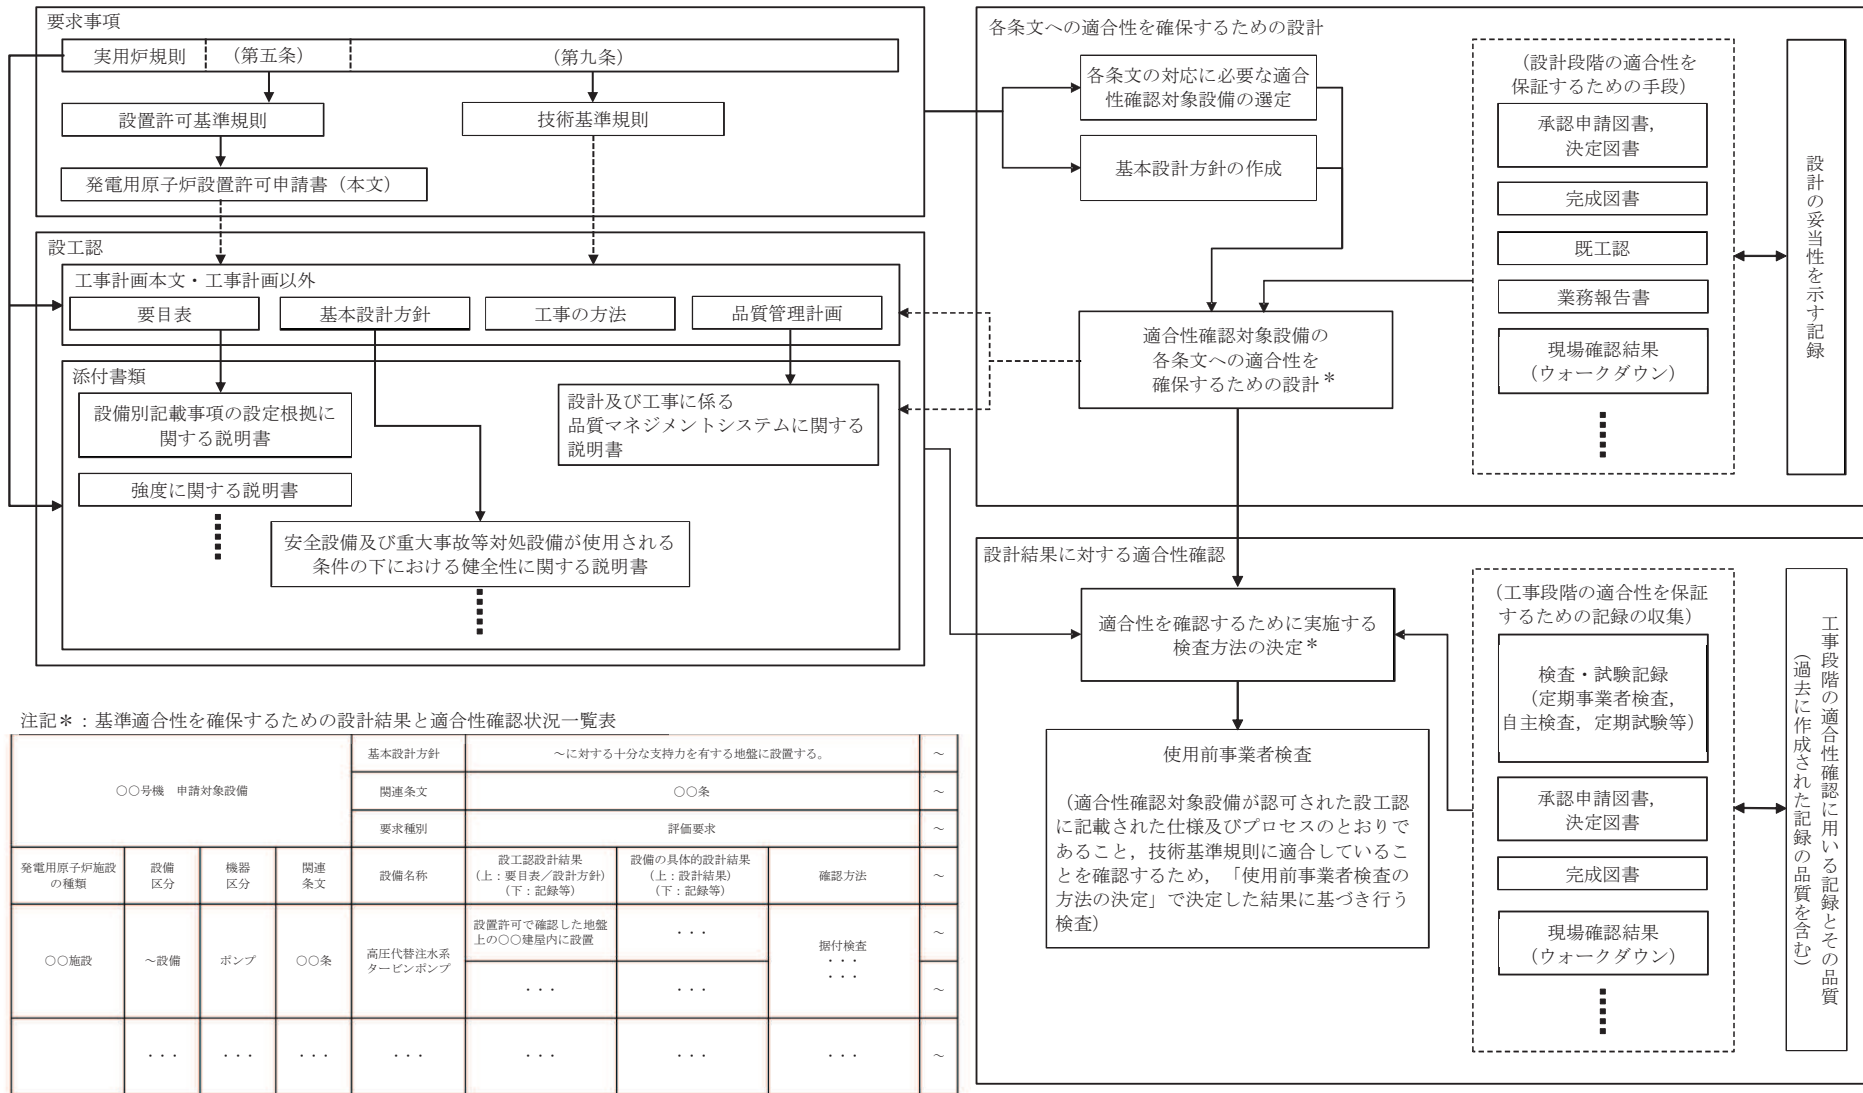 要求事項
実用炉規則
(第五条)
(第九条)
設置許可基準規則
技術基準規則
発電用原子炉設置許可申請書（本文）
設工認
工事計画本文・工事計画以外
要目表
基本設計方針
工事の方法
品質管理計画
添付書類
設備別記載事項の設定根拠に
関する説明書
設計及び工事に係る
品質マネジメントシステムに関する
説明書
強度に関する説明書
安全設備及び重大事故等対処設備が使用される
条件の下における健全性に関する説明書
各条文への適合性を確保するための設計
各条文の対応に必要な適合
性確認対象設備の選定
基本設計方針の作成
適合性確認対象設備の
各条文への適合性を
確保するための設計＊
（設計段階の適合性を
保証するための手段）
承認申請図書，
決定図書
完成図書
既工認
業務報告書
現場確認結果
（ウォークダウン）
設計の妥当性を示す記録
設計結果に対する適合性確認
適合性を確認するために実施する
検査方法の決定＊
使用前事業者検査
（適合性確認対象設備が認可された設工認
に記載された仕様及びプロセスのとおりで
あること，技術基準規則に適合しているこ
とを確認するため，「使用前事業者検査の
方法の決定」で決定した結果に基づき行う
検査）
（工事段階の適合性を保証
するための記録の収集）
検査・試験記録
（定期事業者検査，
自主検査，定期試験等）
承認申請図書，
決定図書
完成図書
現場確認結果
（ウォークダウン）
工事段階の適合性確認に用いる記録とその品質
（過去に作成された記録の品質を含む）
注記＊：基準適合性を確保するための設計結果と適合性確認状況一覧表
○○号機　申請対象設備
基本設計方針
～に対する十分な支持力を有する地盤に設置する。
～
関連条文
○○条
～
要求種別
評価要求
～
発電用原子炉施設
の種類
設備
区分
機器
区分
関連
条文
設備名称
設工認設計結果
（上：要目表／設計方針）
（下：記録等）
設備の具体的設計結果
（上：設計結果）
（下：記録等）
確認方法
～
○○施設
～設備
ポンプ
○○条
高圧代替注水系
タービンポンプ
設置許可で確認した地盤
上の○○建屋内に設置
・・・
据付検査
・・・
・・・
～
・・・
・・・
～
・・・
・・・
・・・
・・・
・・・
・・・
・・・
～